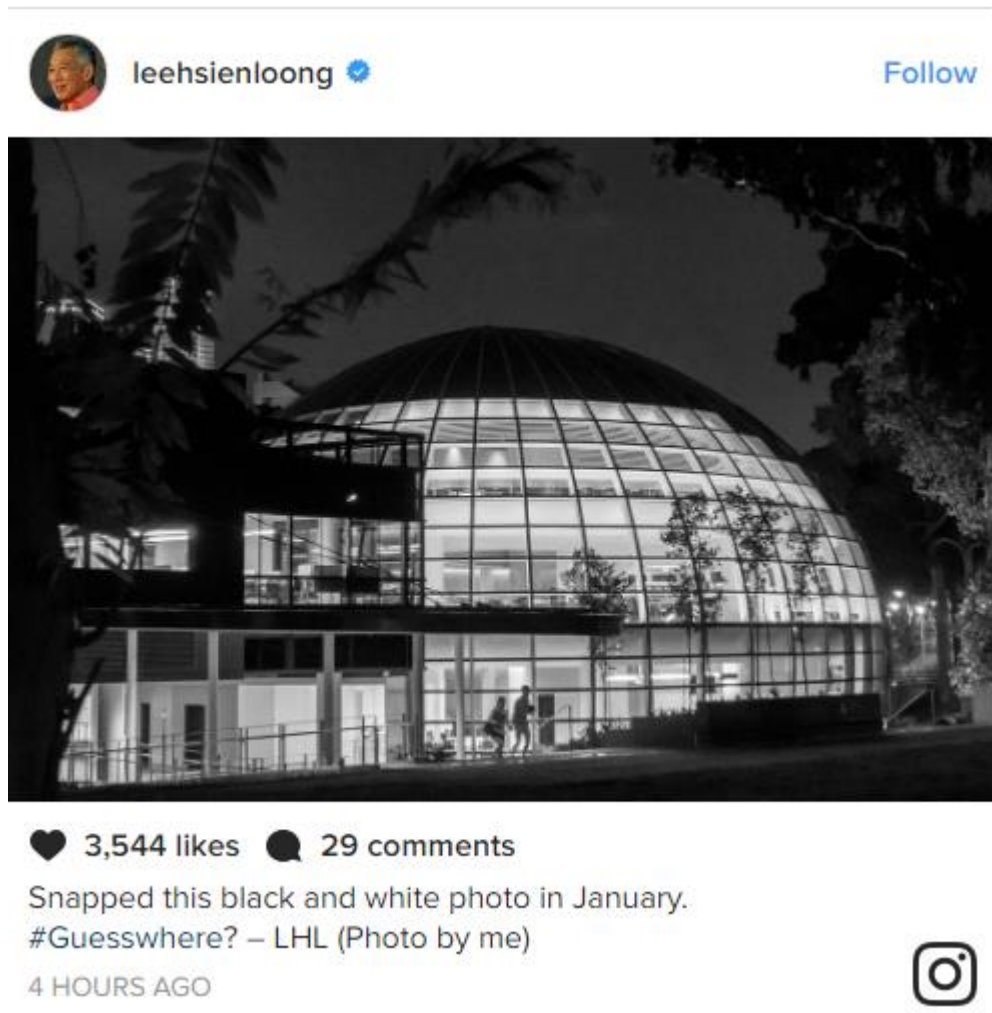 leehsienloong
Follow
3,544 likes 29 comments
Snapped this black and white photo in January.
#Guesswhere? – LHL (Photo by me)
4 HOURS AGO